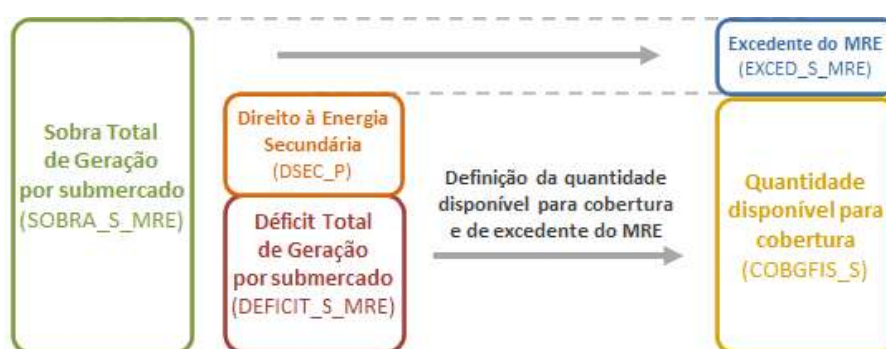 Sobra Total
de Geração
por submercado
(SOBRA_S_MRE)
Direito à Energia
Secundária
(DSEC_P)
Déficit Total
de Geração
por submercado
(DEFICIT_S_MRE)
Definição da quantidade
disponível para cobertura
e de excedente do MRE
Excedente do MRE
(EXCED_S_MRE)
Quantidade
disponível para
cobertura
(COBGFIS_S)